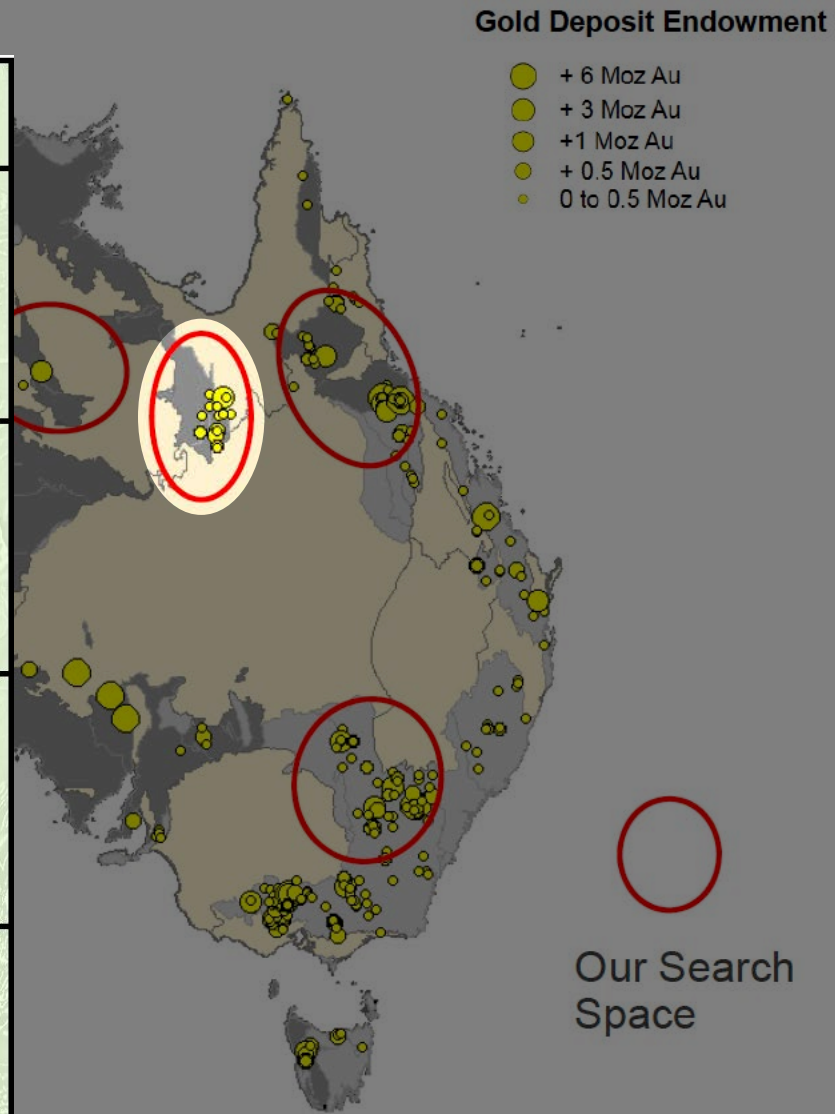 Gold Deposit Endowment
+ 6 Moz Au
+ 3 Moz Au
+1 Moz Au
+ 0.5 Moz Au
0 to 0.5 Moz Au
Our Search
Space